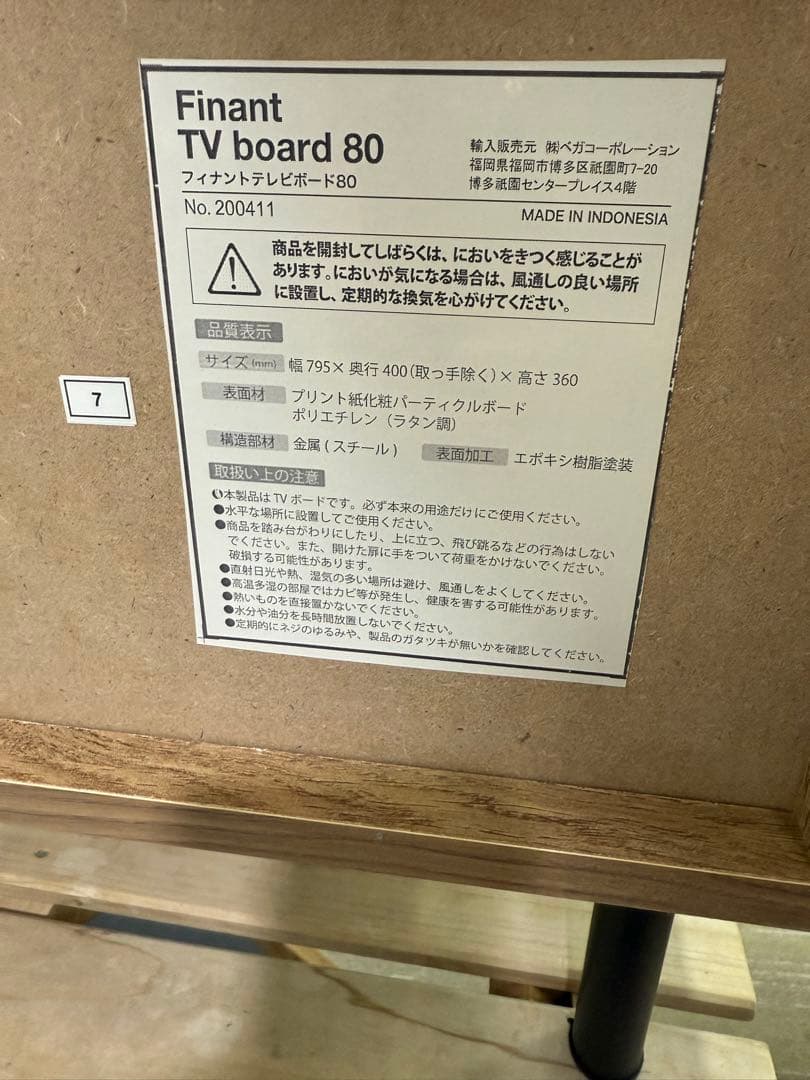 Finant
TV board 80
フィナントテレビボード80
輸入販売元 ㈱ベガコーポレーション
福岡県福岡市博多区祇園町7-20
博多祇園センタープレイス4階
No. 200411
MADE IN INDONESIA
商品を開封してしばらくは、においをきつく感じることが
あります。においが気になる場合は、風通しの良い場所
に設置し、定期的な換気を心がけてください。
品質表示
サイズ(mm) 幅 795× 奥行 400(取っ手除く)× 高さ 360
表面材 プリント紙化粧パーティクルボード
ポリエチレン（ラタン調）
構造部材 金属 ( スチール ) 表面加工 エポキシ樹脂塗装
取扱い上の注意
●本製品は TV ボードです。必ず本来の用途だけにご使用ください。
●水平な場所に設置してご使用ください。
●商品を踏み台がわりにしたり、上に立つ、飛び跳るなどの行為はしない
でください。また、開けた扉に手をついて荷重をかけないでください。
破損する可能性があります。
●直射日光や熱、湿気の多い場所は避け、風通しをよくしてください。
●高温多湿の部屋ではカビ等が発生し、健康を害する可能性があります。
●熱いものを直接置かないでください。
●水分や油分を長時間放置しないでください。
●定期的にネジのゆるみや、製品のガタツキが無いかを確認してください。
7